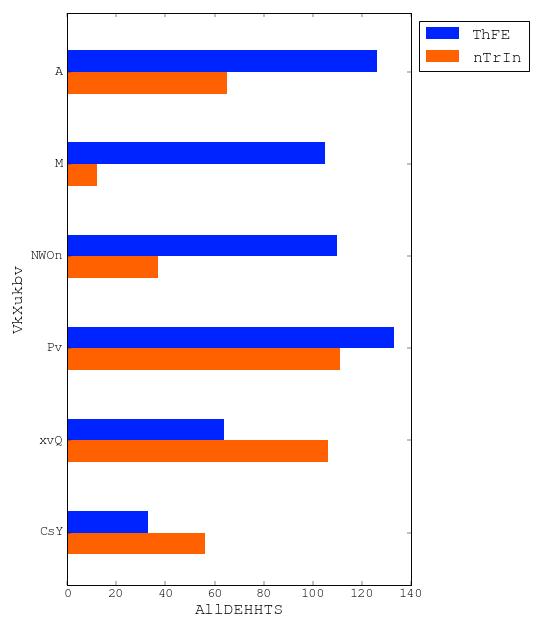 ThFE
nTrIn
A
M
NWOn
Pv
xvQ
CsY
VkXukbv
0 20 40 60 80 100 120 140
AllDEHHTS